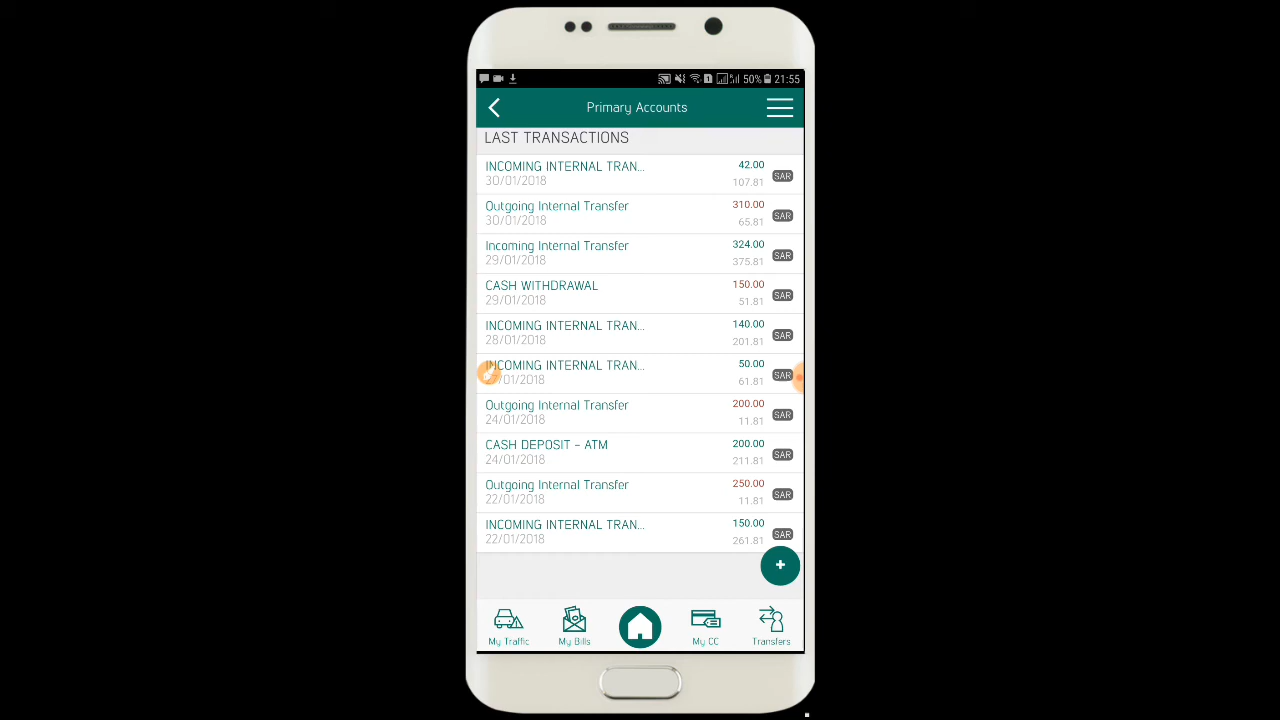 50% 21:55
Primary Accounts
LAST TRANSACTIONS
INCOMING INTERNAL TRAN... 42.00
30/01/2018 107.81 SAR
Outgoing Internal Transfer 310.00
30/01/2018 65.81 SAR
Incoming Internal Transfer 324.00
29/01/2018 375.81 SAR
CASH WITHDRAWAL 150.00
29/01/2018 51.81 SAR
INCOMING INTERNAL TRAN... 140.00
28/01/2018 201.81 SAR
INCOMING INTERNAL TRAN... 50.00
/01/2018 61.81 SAR
Outgoing Internal Transfer 200.00
24/01/2018 11.81 SAR
CASH DEPOSIT - ATM 200.00
24/01/2018 211.81 SAR
Outgoing Internal Transfer 250.00
22/01/2018 11.81 SAR
INCOMING INTERNAL TRAN... 150.00
22/01/2018 261.81 SAR
+
My Traffic My Bills My CC Transfers